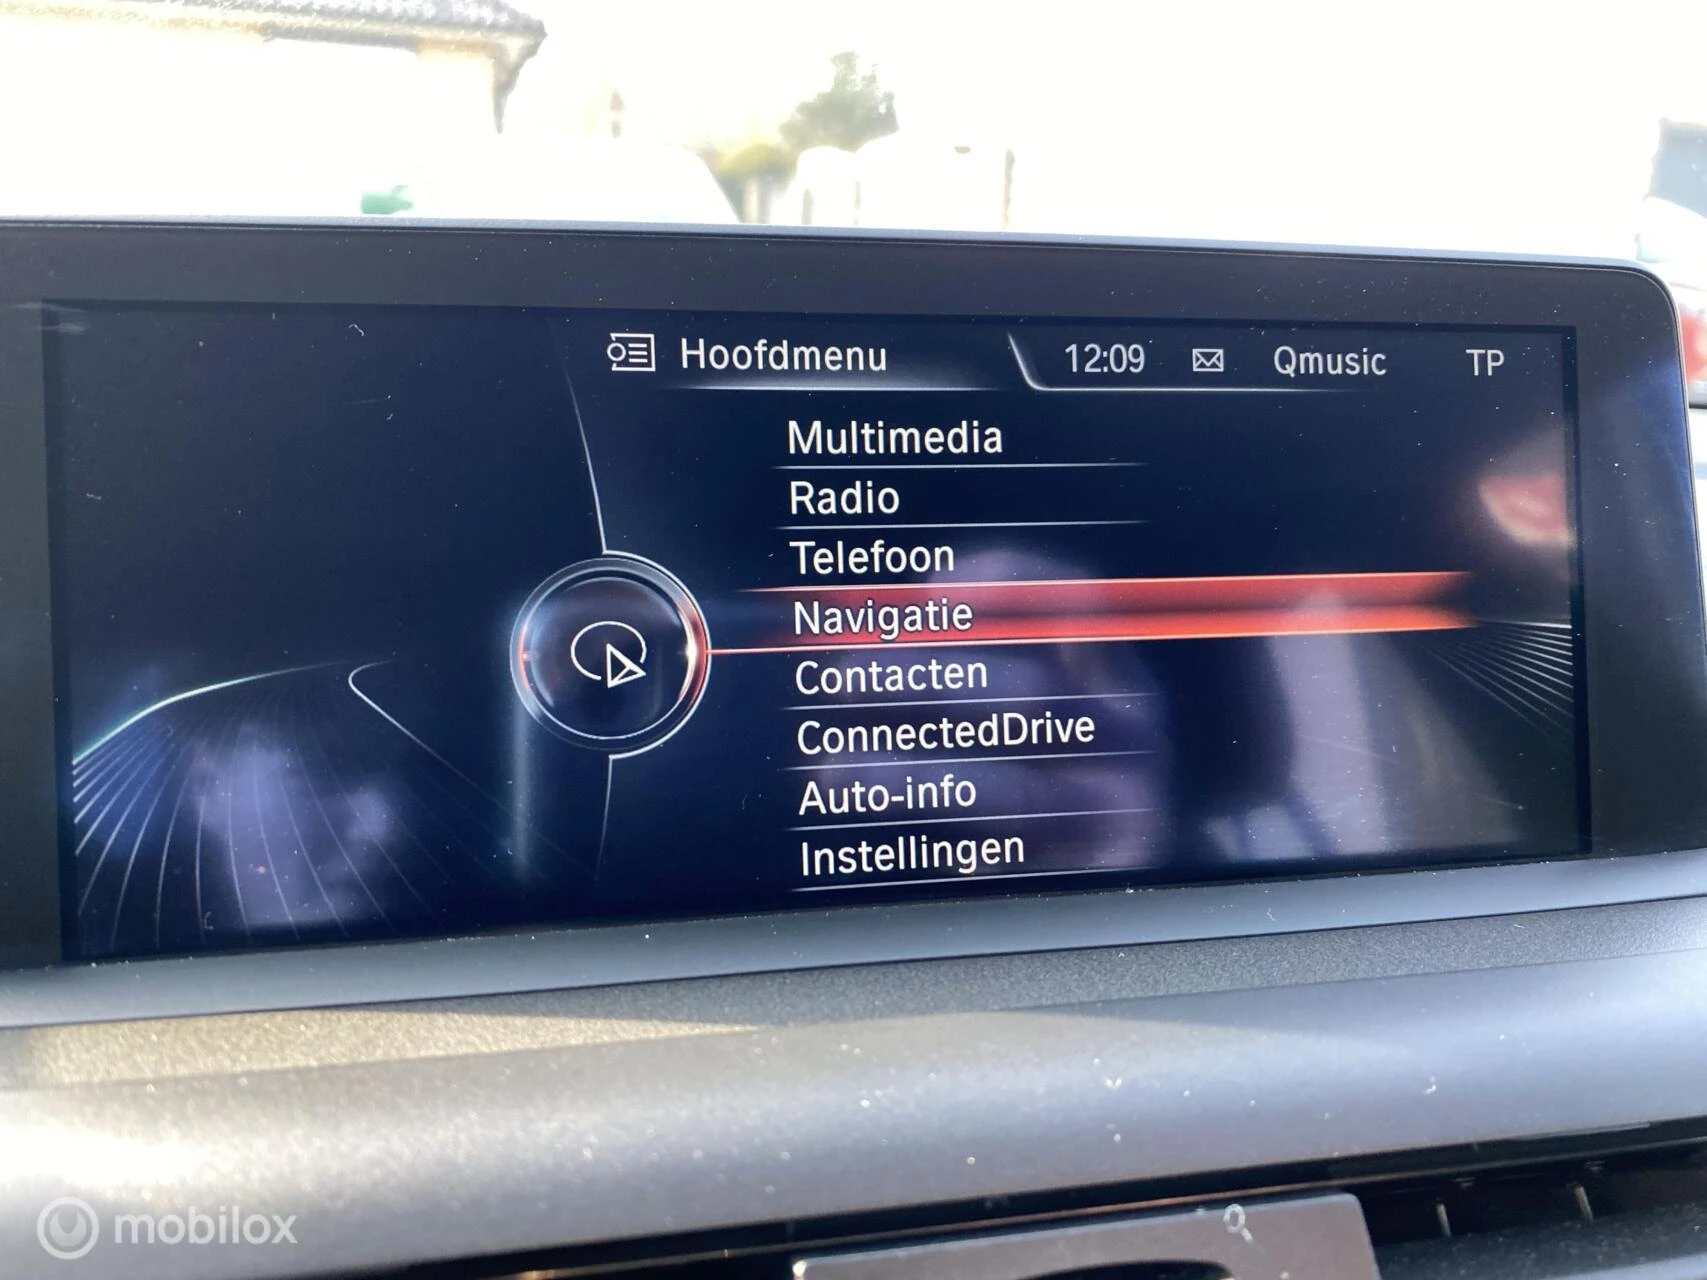 Hoofdmenu 12:09 Qmusic TP
Multimedia
Radio
Telefoon
Navigatie
Contacten
ConnectedDrive
Auto-info
Instellingen
mobilox